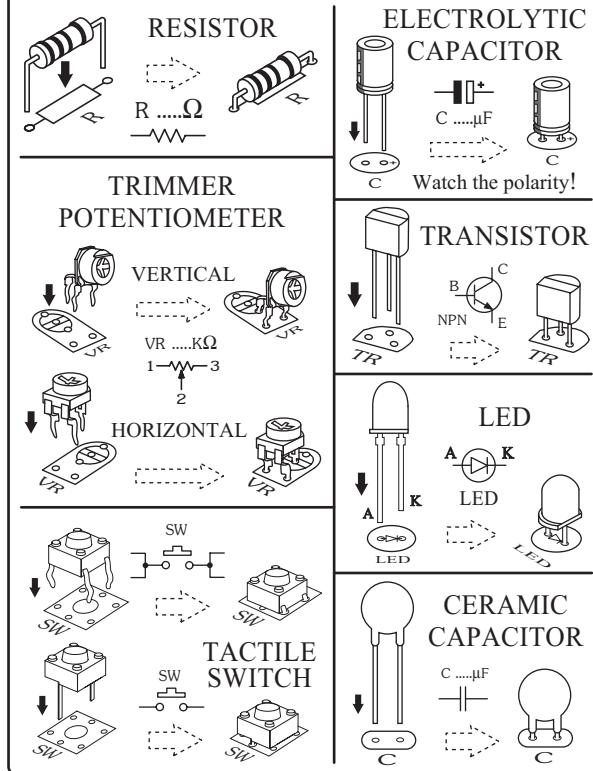 RESISTOR
R
R .....Ω
R
TRIMMER
POTENTIOMETER
VERTICAL
VR
VR
VR .....KΩ
1
3
2
HORIZONTAL
VR
VR
SW
SW
SW
TACTILE
SWITCH
SW
SW
SW
ELECTROLYTIC
CAPACITOR
+
C .....µF
+
C
+
C
Watch the polarity!
TRANSISTOR
C
B
NPN
E
TR
TR
LED
A K
LED
A
K
LED
LED
CERAMIC
CAPACITOR
C .....µF
C
C